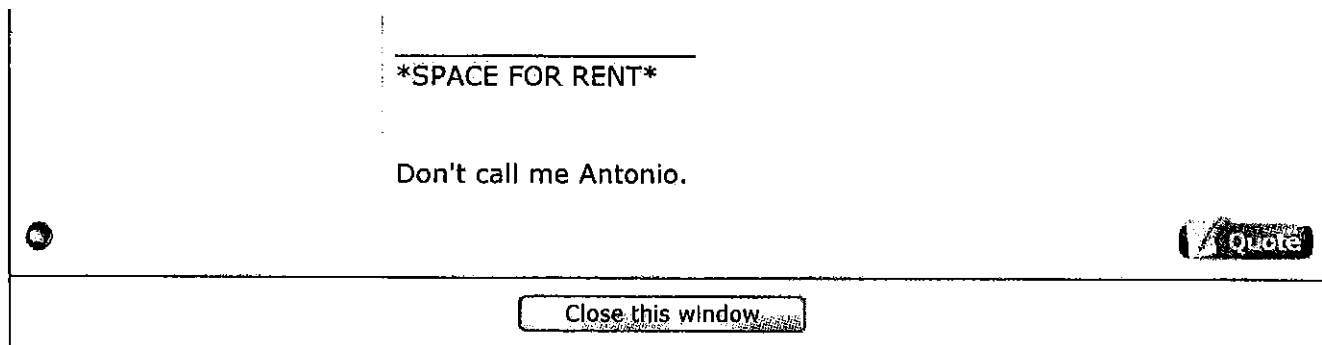 *SPACE FOR RENT*
Don't call me Antonio.
Quote
Close this window